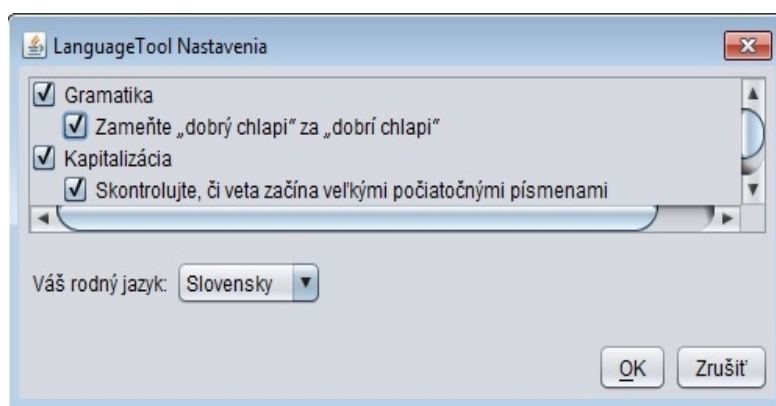 LanguageTool Nastavenia
Gramatika
Zameňte „dobrý chlapi“ za „dobrí chlapi“
Kapitalizácia
Skontrolujte, či veta začína veľkými počiatočnými písmenami
Váš rodný jazyk: Slovensky
OK Zrušiť